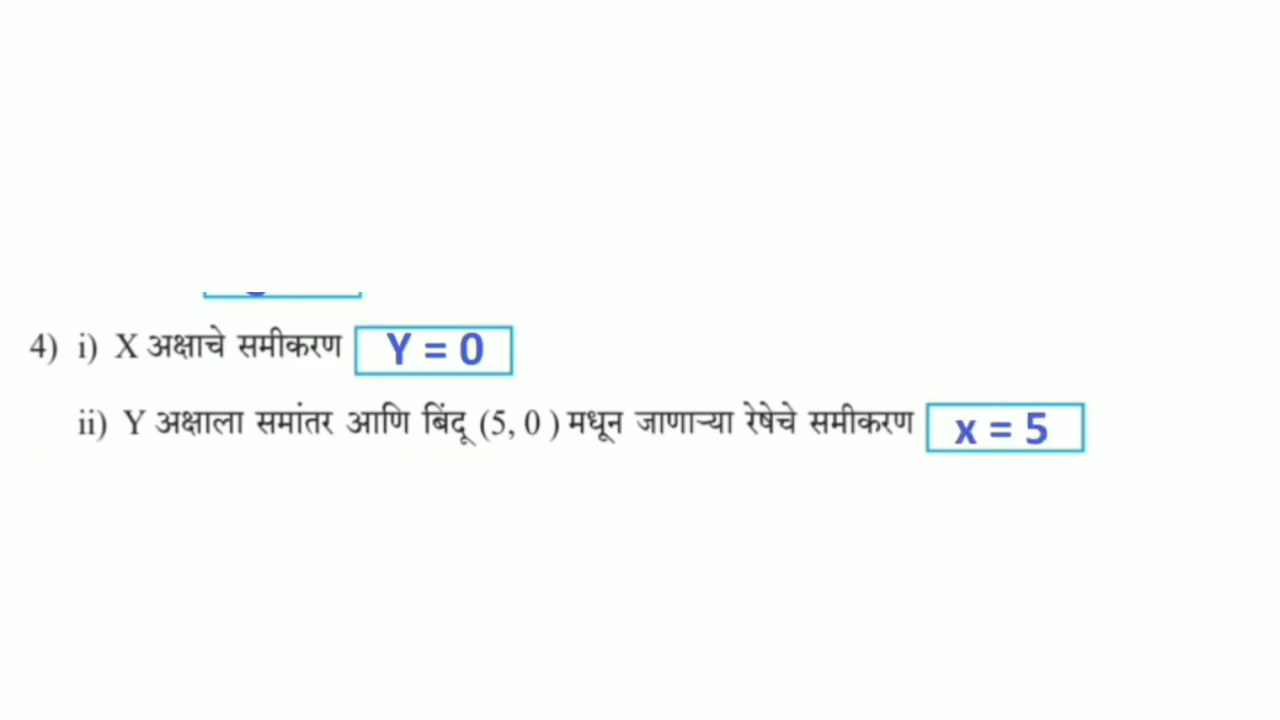 4) i) X अक्षाचे समीकरण Y = 0
ii) Y अक्षाला समांतर आणि बिंदू (5, 0 ) मधून जाणाऱ्या रेषेचे समीकरण x = 5